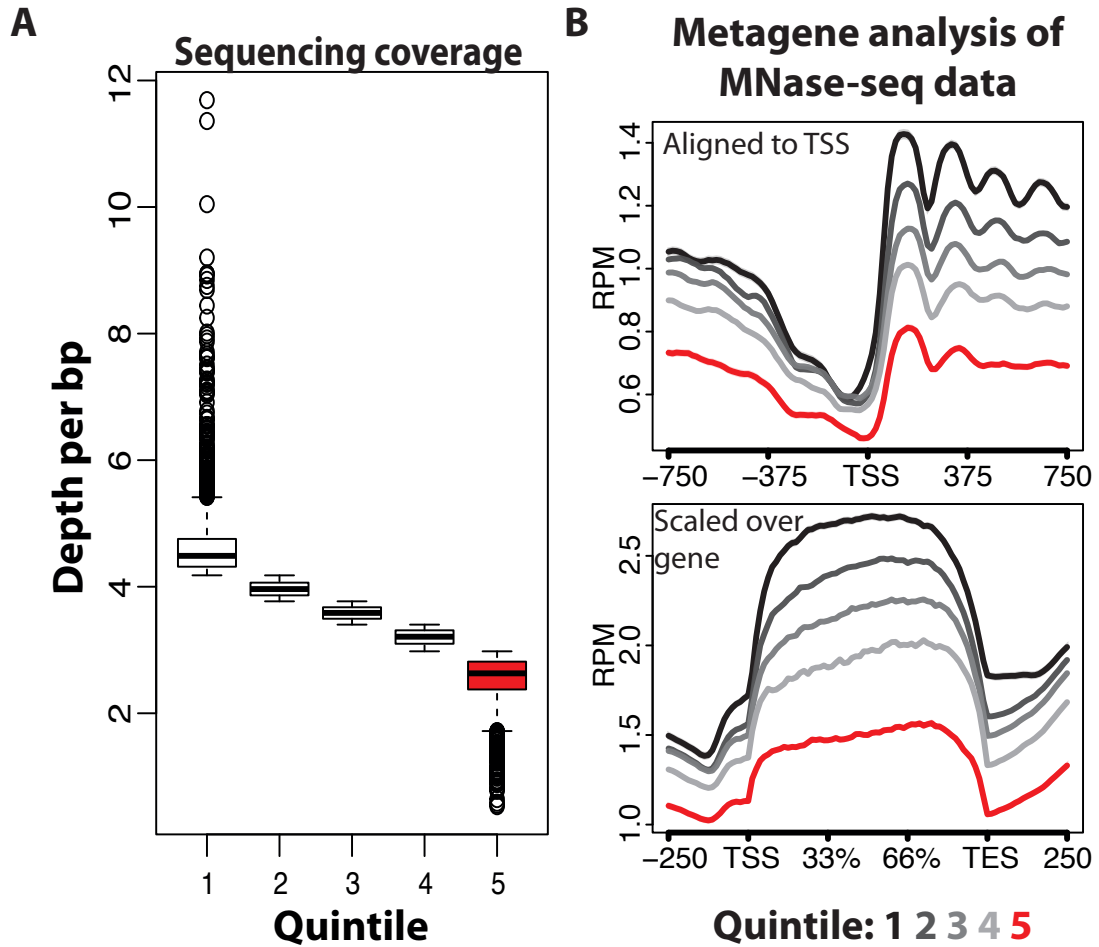 A
Sequencing coverage
Depth per bp
12
10
8
6
4
2
1 2 3 4 5
Quintile
B
Metagene analysis of
MNase-seq data
Aligned to TSS
RPM
1.4
1.2
1.0
0.8
0.6
−750 −375 TSS 375 750
Scaled over
gene
RPM
2.5
2.0
1.5
1.0
−250 TSS 33% 66% TES 250
Quintile: 1 2 3 4 5